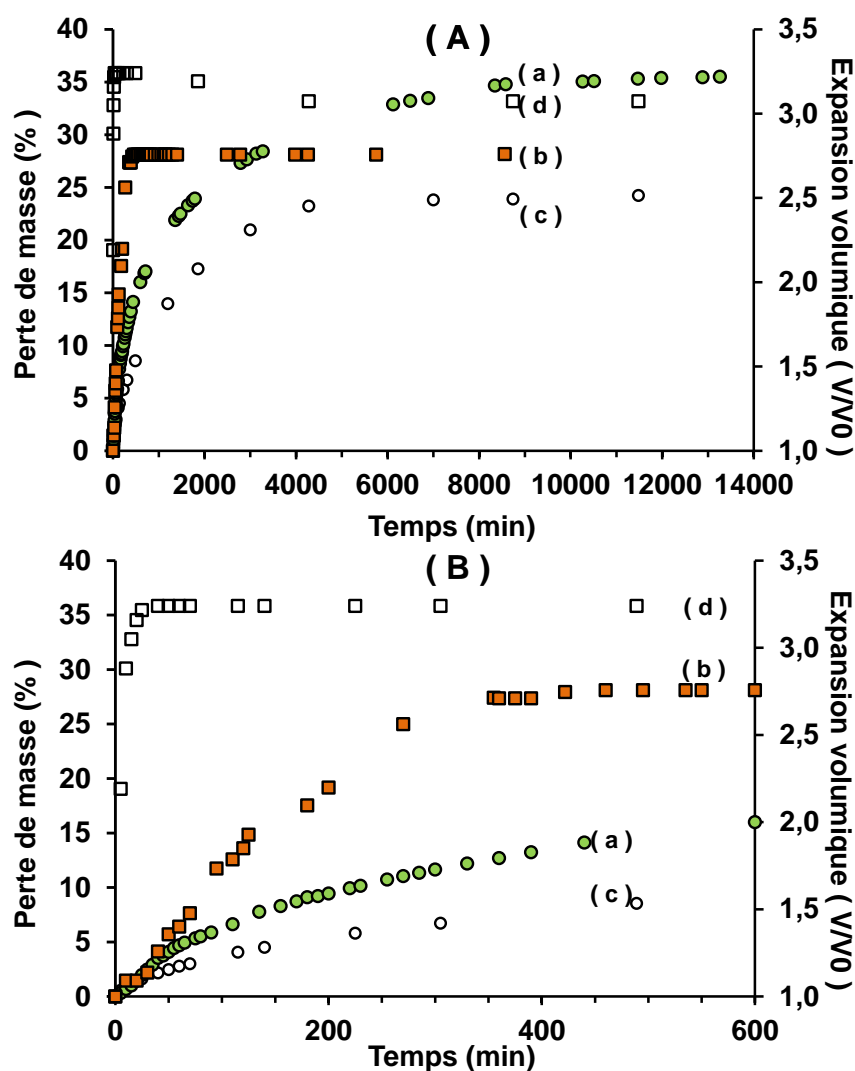 ( A )
Perte de masse (% )
Expansion volumique ( V/V0 )
40
35
30
25
20
15
10
5
0
3,5
3,0
2,5
2,0
1,5
1,0
( a )
( d )
( b )
( c )
0 2000 4000 6000 8000 10000 12000 14000
Temps (min)
( B )
Perte de masse (% )
Expansion volumique ( V/V0 )
40
35
30
25
20
15
10
5
0
3,5
3,0
2,5
2,0
1,5
1,0
( d )
( b )
( a )
( c )
0 200 400 600
Temps (min)